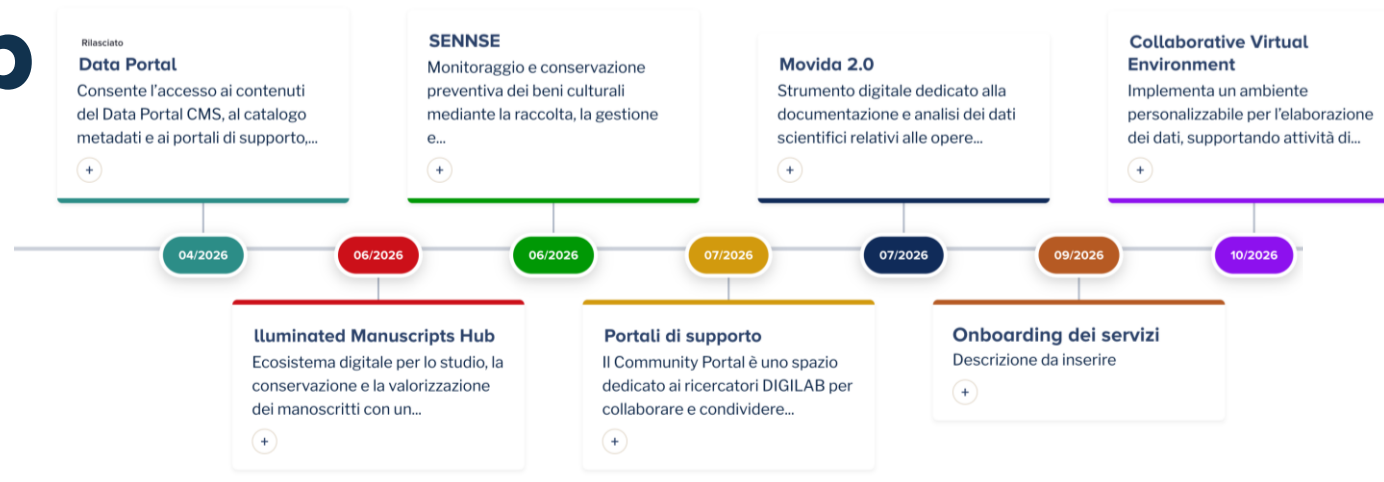 Rilasciato
Data Portal
Consente l'accesso ai contenuti
del Data Portal CMS, al catalogo
metadati e ai portali di supporto,...
+
SENNSE
Monitoraggio e conservazione
preventiva dei beni culturali
mediante la raccolta, la gestione
e...
+
Movida 2.0
Strumento digitale dedicato alla
documentazione e analisi dei dati
scientifici relativi alle opere...
+
Collaborative Virtual
Environment
Implementa un ambiente
personalizzabile per l'elaborazione
dei dati, supportando attività di...
+
04/2026
06/2026
06/2026
07/2026
07/2026
09/2026
10/2026
lluminated Manuscripts Hub
Ecosistema digitale per lo studio, la
conservazione e la valorizzazione
dei manoscritti con un...
+
Portali di supporto
Il Community Portal è uno spazio
dedicato ai ricercatori DIGILAB per
collaborare e condividere...
+
Onboarding dei servizi
Descrizione da inserire
+